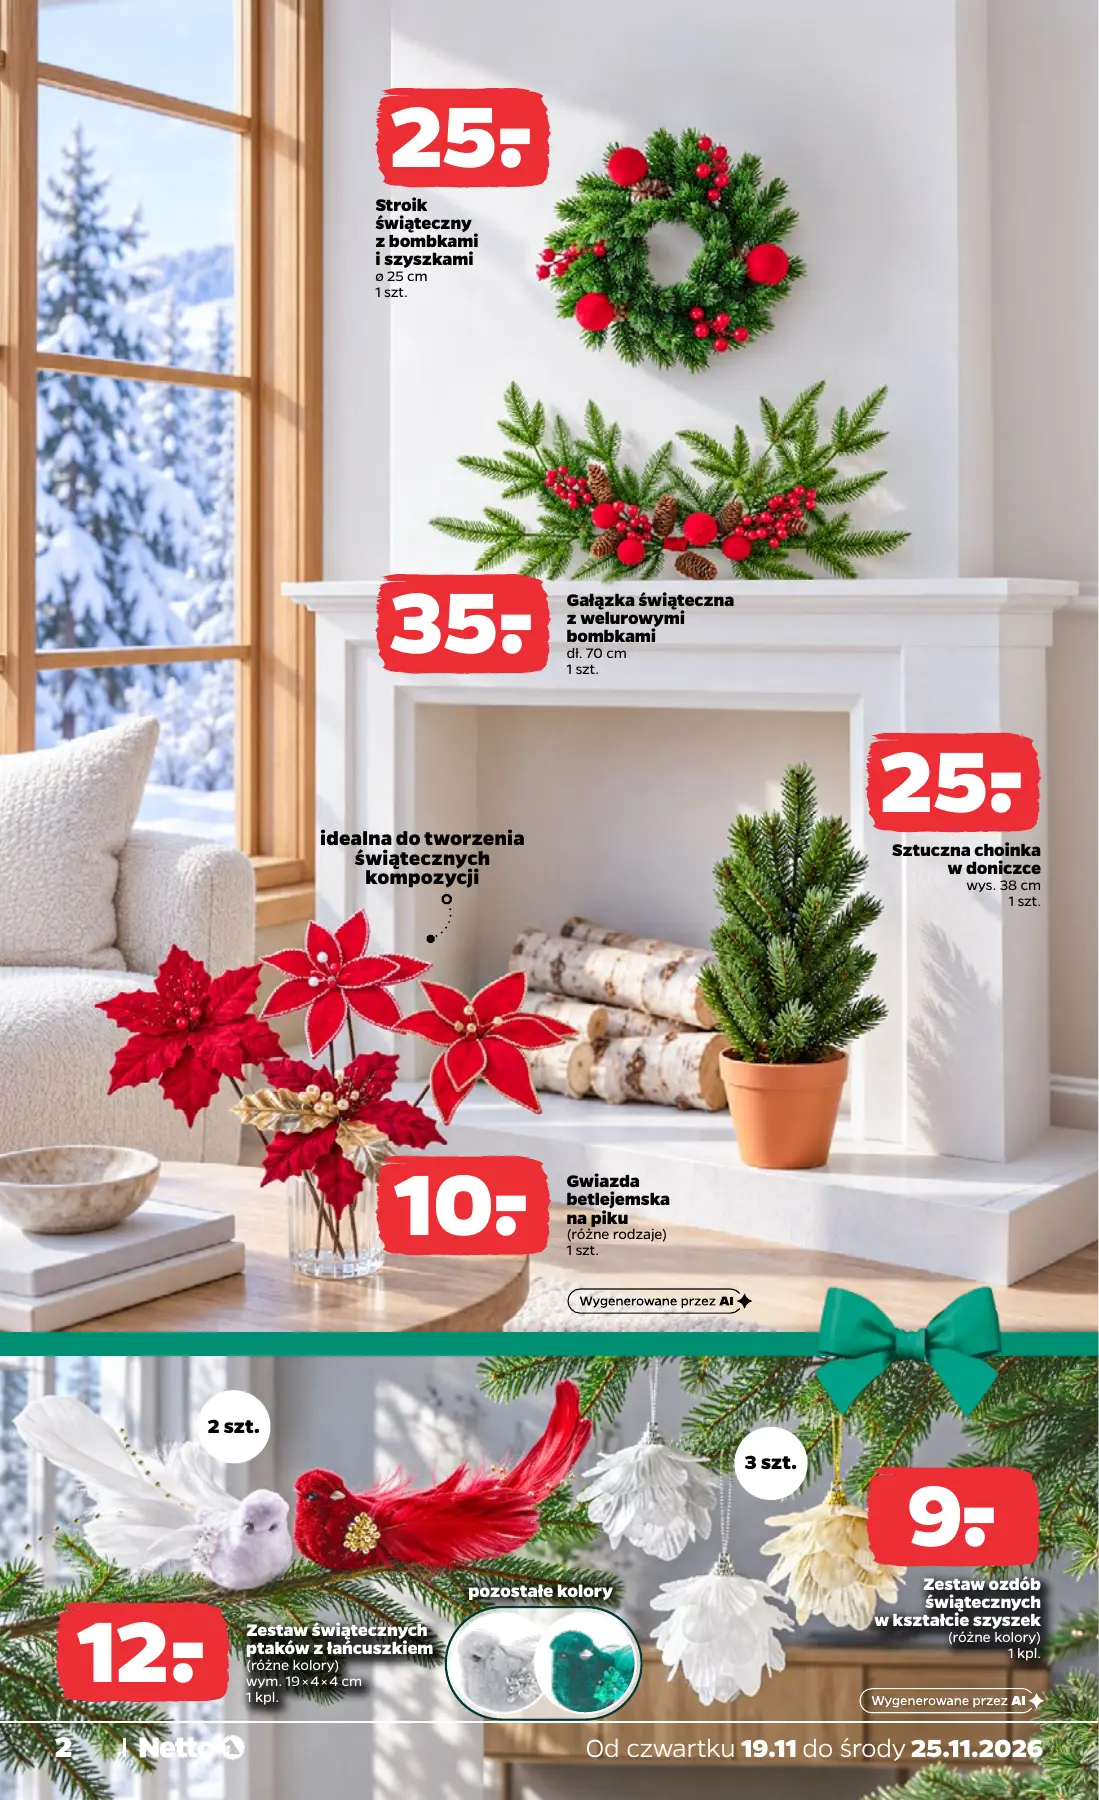 25.-
Stroik
świąteczny
z bombkami
i szyszkami
ø 25 cm
1 szt.
35.-
Gałązka świąteczna
z welurowymi
bombkami
dł. 70 cm
1 szt.
25.-
Sztuczna choinka
w doniczce
wys. 38 cm
1 szt.
idealna do tworzenia
świątecznych
kompozycji
10.-
Gwiazda
betlejemska
na piku
(różne rodzaje)
1 szt.
Wygenerowane przez AI
2 szt.
12.-
Zestaw świątecznych
ptaków z łańcuszkiem
(różne kolory)
wym. 19×4×4 cm
1 kpl.
pozostałe kolory
3 szt.
9.-
Zestaw ozdób
świątecznych
w kształcie szyszek
(różne kolory)
1 kpl.
Wygenerowane przez AI
2 | Netto
Od czwartku 19.11 do środy 25.11.2026